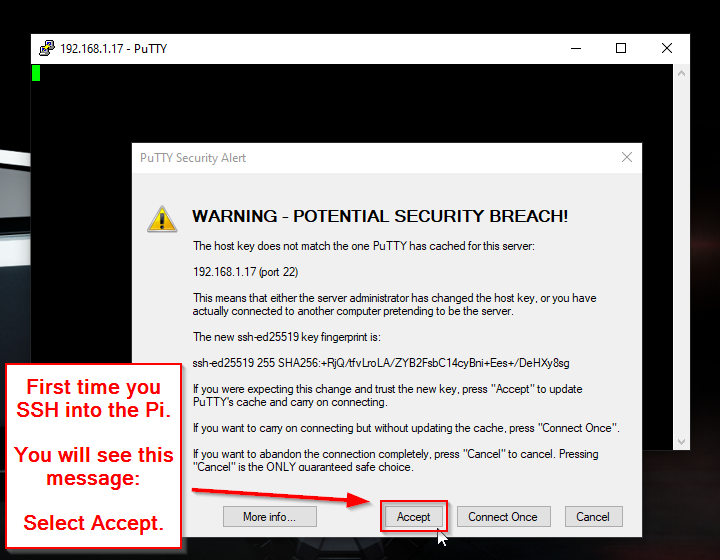 192.168.1.17 - PuTTY
PuTTY Security Alert
WARNING - POTENTIAL SECURITY BREACH!
The host key does not match the one PuTTY has cached for this server:
192.168.1.17 (port 22)
This means that either the server administrator has changed the host key, or you have
actually connected to another computer pretending to be the server.
The new ssh-ed25519 key fingerprint is:
ssh-ed25519 255 SHA256:+RjQ/tfvLroLA/ZYB2FsbC14cyBni+Ees+/DeHXy8sg
If you were expecting this change and trust the new key, press "Accept" to update
PuTTY's cache and carry on connecting.
If you want to carry on connecting but without updating the cache, press "Connect Once".
If you want to abandon the connection completely, press "Cancel" to cancel. Pressing
"Cancel" is the ONLY guaranteed safe choice.
First time you
SSH into the Pi.
You will see this
message:
Select Accept.
More info...
Accept
Connect Once
Cancel